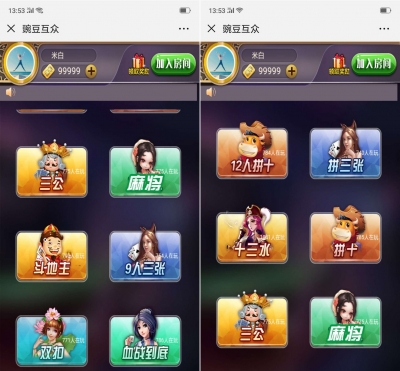 13:53
豌豆互众
米白
99999
领取奖励
加入房间
三公
麻将
斗地主
9人三张
双扣
血战到底
13:53
豌豆互众
米白
99999
领取奖励
加入房间
12人拼十
拼三张
十三水
拼十
三公
麻将